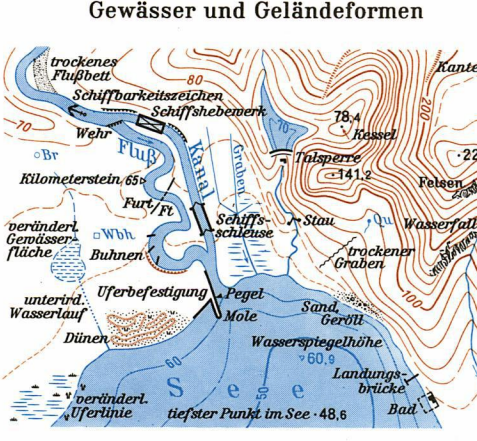 Gewässer und Geländeformen
trockenes
Flußbett
80
Kante
Schiffbarkeitszeichen
Schiffshebewerk
200
70
Wehr
70
78,4
Kessel
Fluß
Kanal
Graben
Br
Talsperre
22
Kilometerstein 65
141,2
Felsen
Furt/Ft
Schiffs-
schleuse
Stau
Qu
Wasserfall
veränderl.
Gewässer-
fläche
Wbh
Buhnen
trockener
Graben
Uferbefestigung
Pegel
Mole
100
unterird.
Wasserlauf
Sand,
Geröll
Dünen
Wasserspiegelhöhe
60,9
60
Landungs-
brücke
See
50
Bad
veränderl.
Uferlinie
tiefster Punkt im See · 48,6